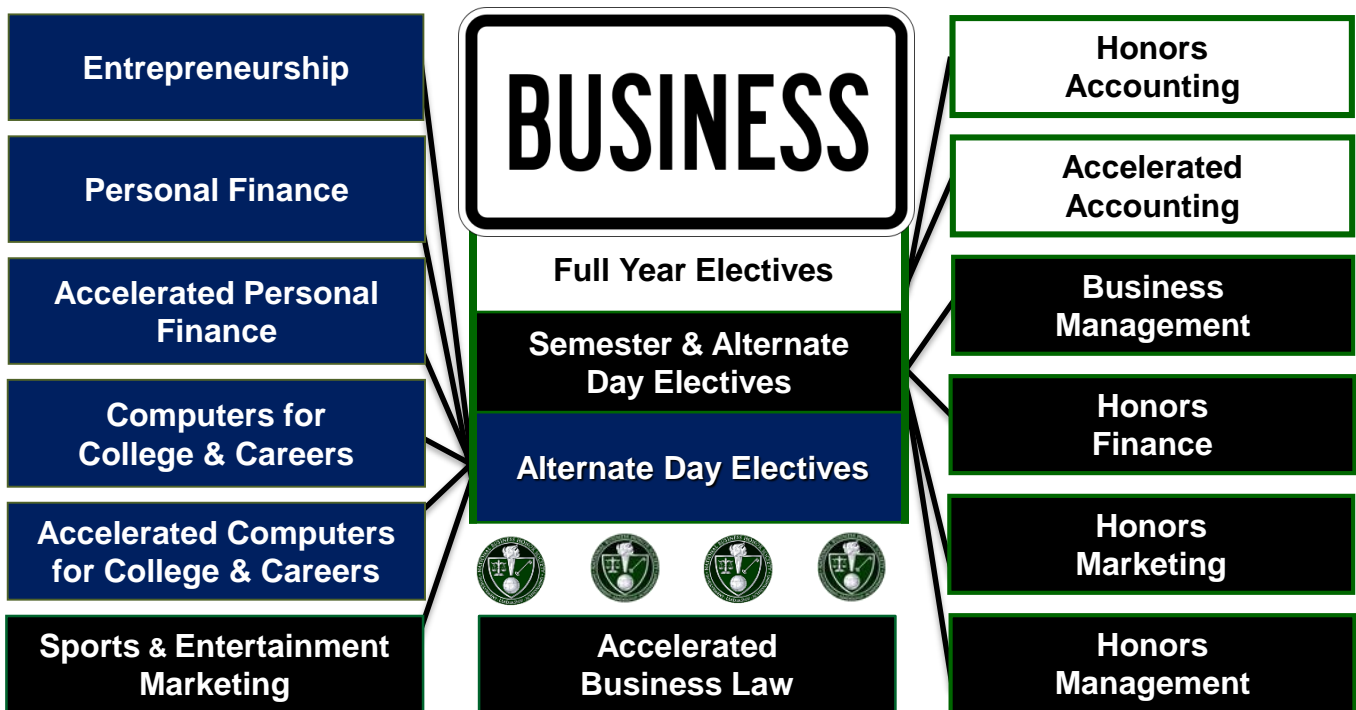 Entrepreneurship
Personal Finance
Accelerated Personal
Finance
Computers for
College & Careers
Accelerated Computers
for College & Careers
Sports & Entertainment
Marketing
BUSINESS
Full Year Electives
Semester & Alternate
Day Electives
Alternate Day Electives
Accelerated
Business Law
Honors
Accounting
Accelerated
Accounting
Business
Management
Honors
Finance
Honors
Marketing
Honors
Management